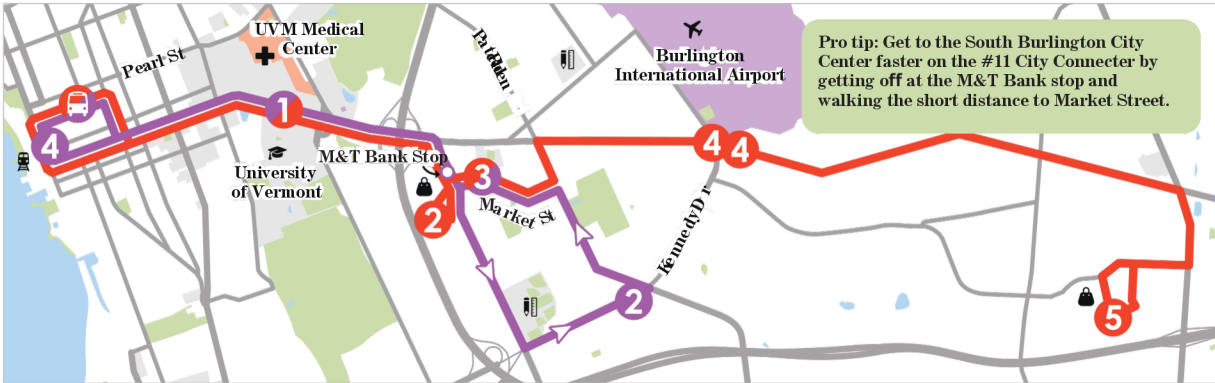 UVM Medical
Center
Pearl St
Patchen
Burlington
International Airport
Pro tip: Get to the South Burlington City
Center faster on the #11 City Connecter by
getting off at the M&T Bank stop and
walking the short distance to Market Street.
1
4
4
4
M&T Bank Stop
University
of Vermont
3
2
Market St
Kennedy Dr
2
5